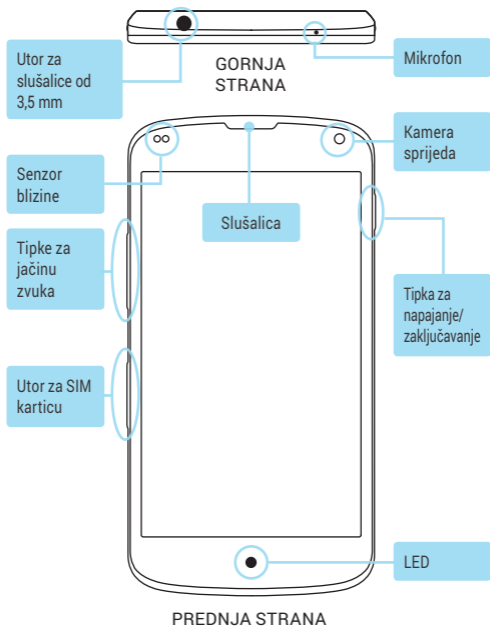 Utor za
slušalice od
3,5 mm
GORNJA
STRANA
Mikrofon
Kamera
sprijeda
Senzor
blizine
Slušalica
Tipke za
jačinu
zvuka
Tipka za
napajanje/
zaključavanje
Utor za SIM
karticu
LED
PREDNJA STRANA